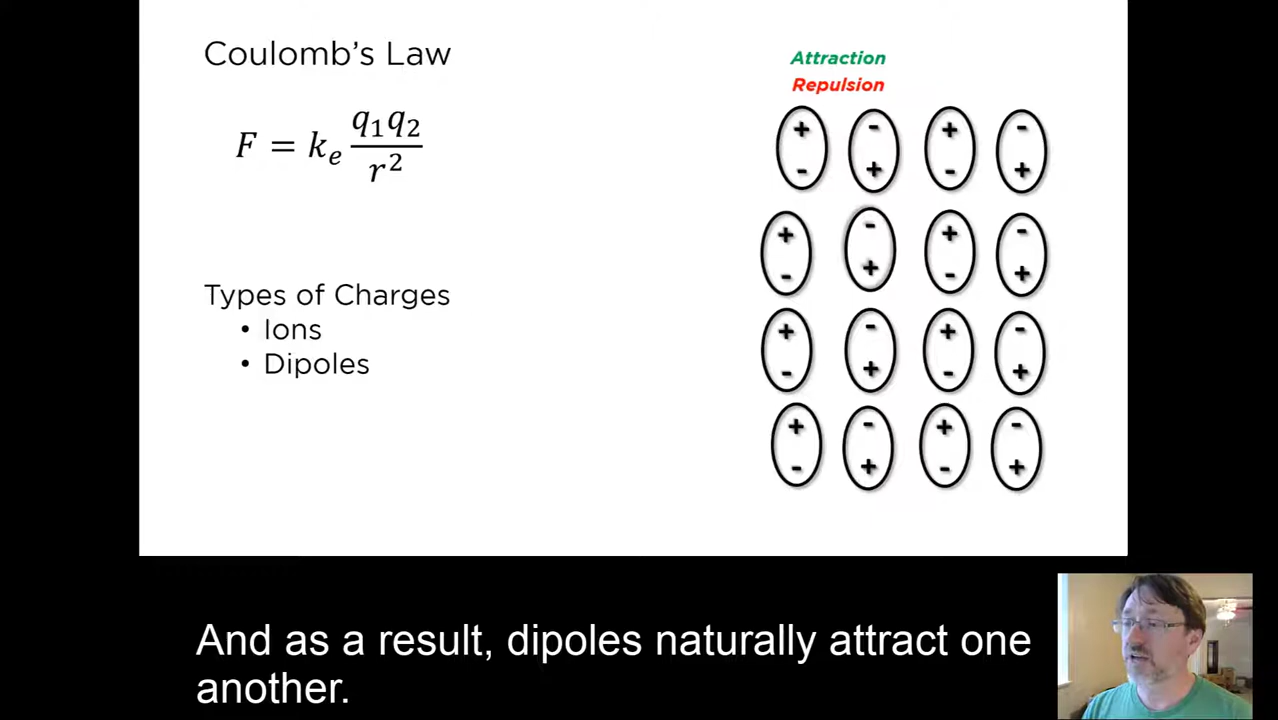 Coulomb's Law
F = kₑ q₁q₂ / r²
Types of Charges
• Ions
• Dipoles
Attraction
Repulsion
+ - + -
- + - +
+ - + -
- + - +
+ - + -
- + - +
+ - + -
- + - +
And as a result, dipoles naturally attract one
another.